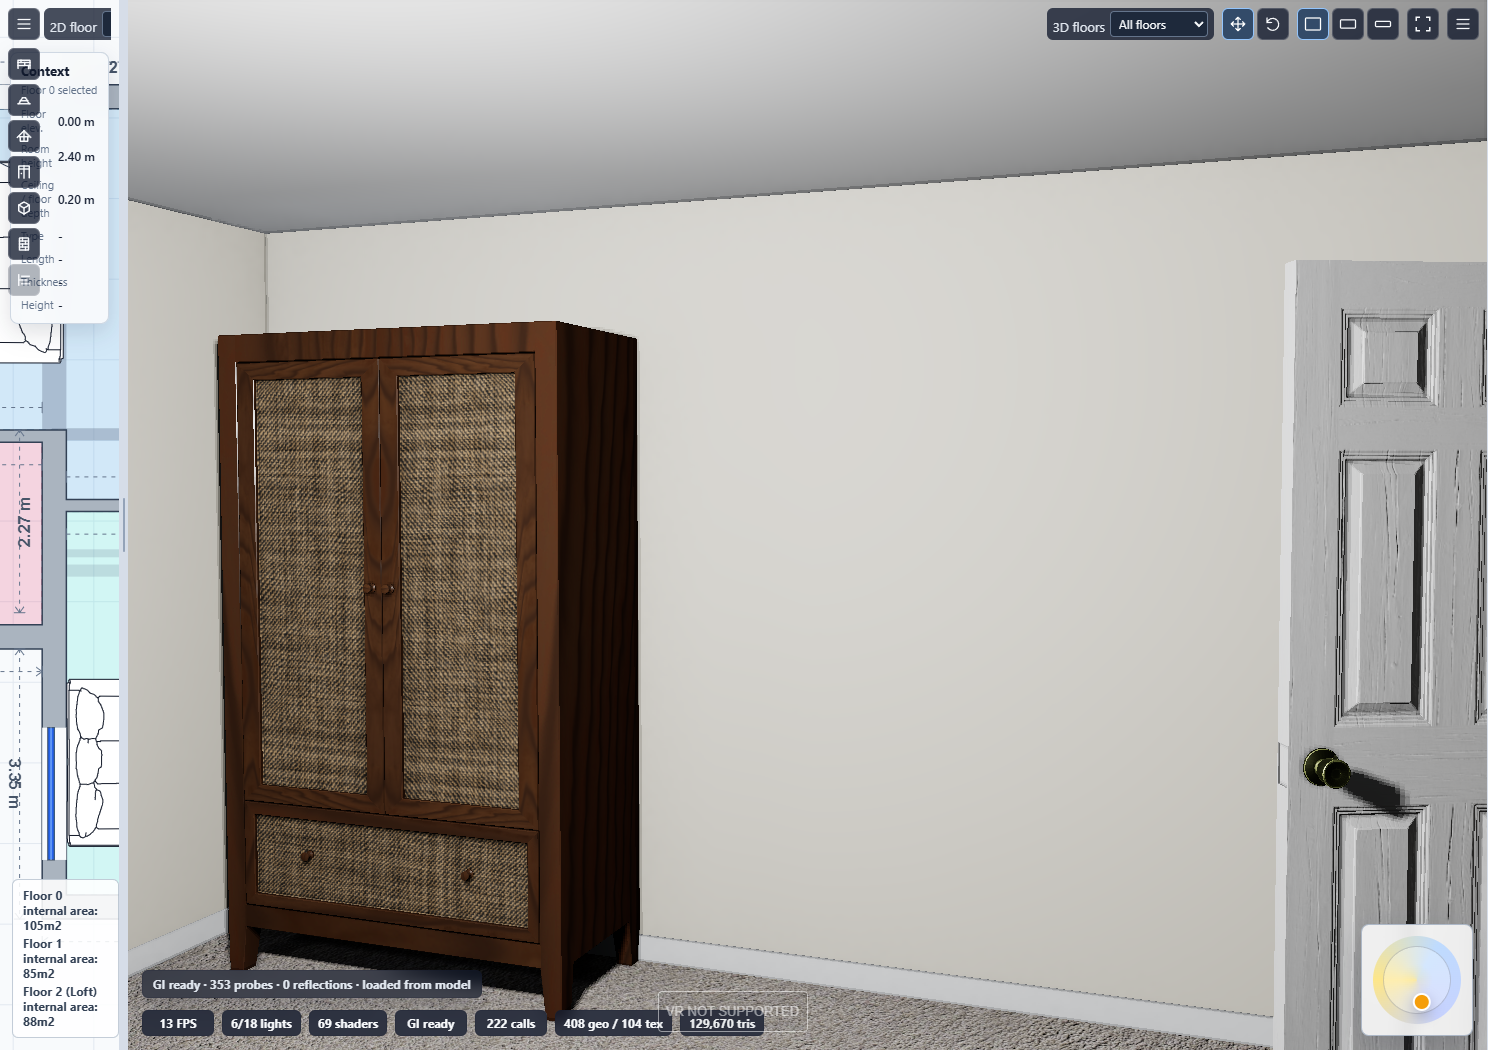 2D floor
3D floors
All floors
Context
Floor 0 selected
0.00 m
Room
2.40 m
Ceiling
0.20 m
-
Length -
Thickness
-
Height -
2.27 m
3.35 m
Floor 0
internal area:
105m2
Floor 1
internal area:
85m2
Floor 2 (Loft)
internal area:
88m2
GI ready · 353 probes · 0 reflections · loaded from model
13 FPS
6/18 lights
69 shaders
GI ready
222 calls
408 geo / 104 tex
VR NOT SUPPORTED
129,670 tris